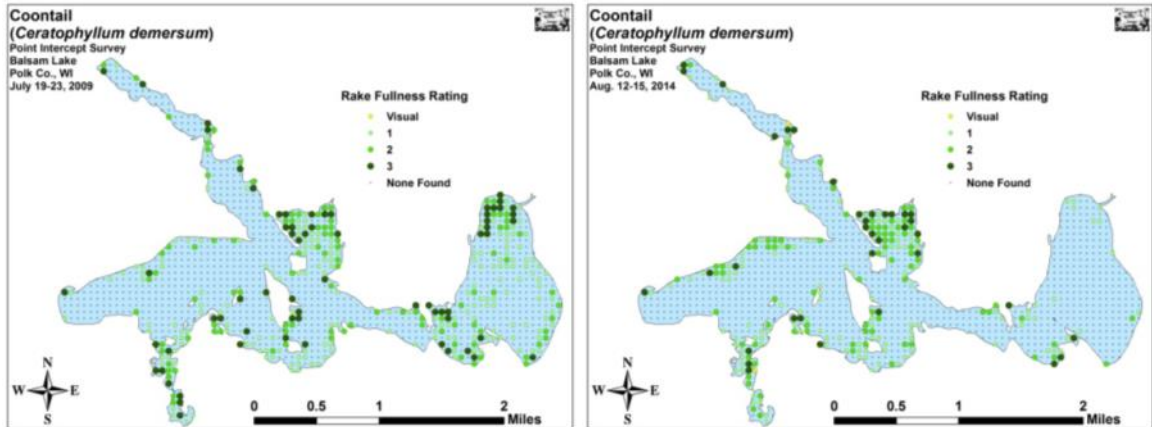 Coontail
(Ceratophyllum demersum)
Point Intercept Survey
Balsam Lake
Polk Co., WI
July 19-23, 2009
Rake Fullness Rating
Visual
1
2
3
None Found
N
W E
S
0 0.5 1 2
Miles
Coontail
(Ceratophyllum demersum)
Point Intercept Survey
Balsam Lake
Polk Co., WI
Aug. 12-15, 2014
Rake Fullness Rating
Visual
1
2
3
None Found
N
W E
S
0 0.5 1 2
Miles